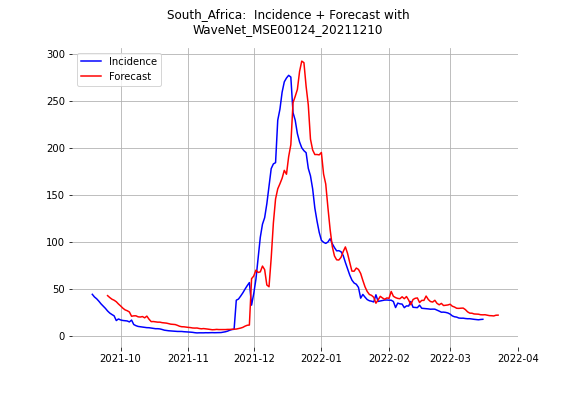 South_Africa:  Incidence + Forecast with
WaveNet_MSE00124_20211210
Incidence
Forecast
300
250
200
150
100
50
0
2021-10 2021-11 2021-12 2022-01 2022-02 2022-03 2022-04